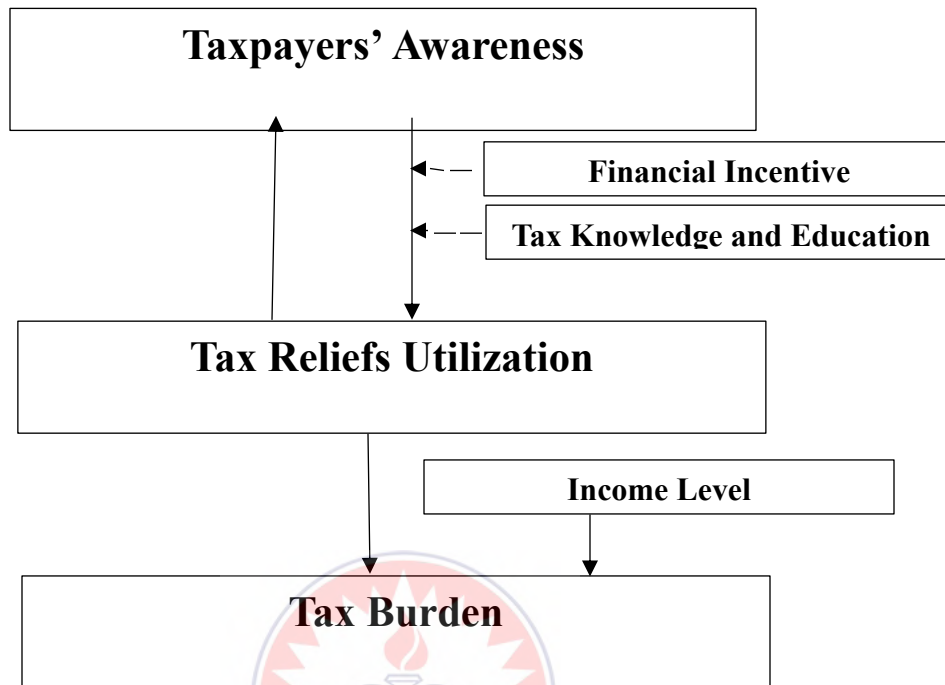 Taxpayers’ Awareness
Financial Incentive
Tax Knowledge and Education
Tax Reliefs Utilization
Income Level
Tax Burden